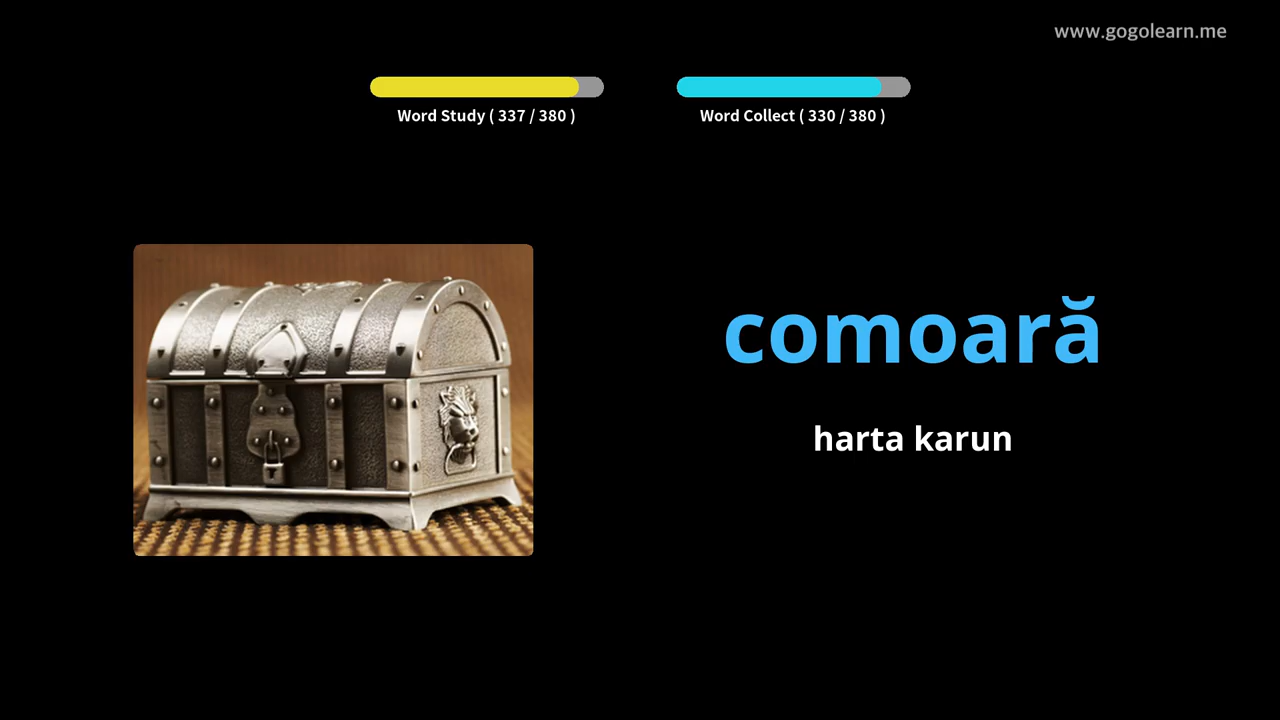 www.gogolearn.me
Word Study ( 337 / 380 )
Word Collect ( 330 / 380 )
comoară
harta karun